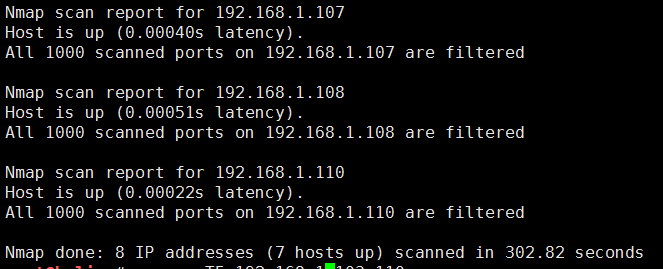 Nmap scan report for 192.168.1.107
Host is up (0.00040s latency).
All 1000 scanned ports on 192.168.1.107 are filtered
Nmap scan report for 192.168.1.108
Host is up (0.00051s latency).
All 1000 scanned ports on 192.168.1.108 are filtered
Nmap scan report for 192.168.1.110
Host is up (0.00022s latency).
All 1000 scanned ports on 192.168.1.110 are filtered
Nmap done: 8 IP addresses (7 hosts up) scanned in 302.82 seconds